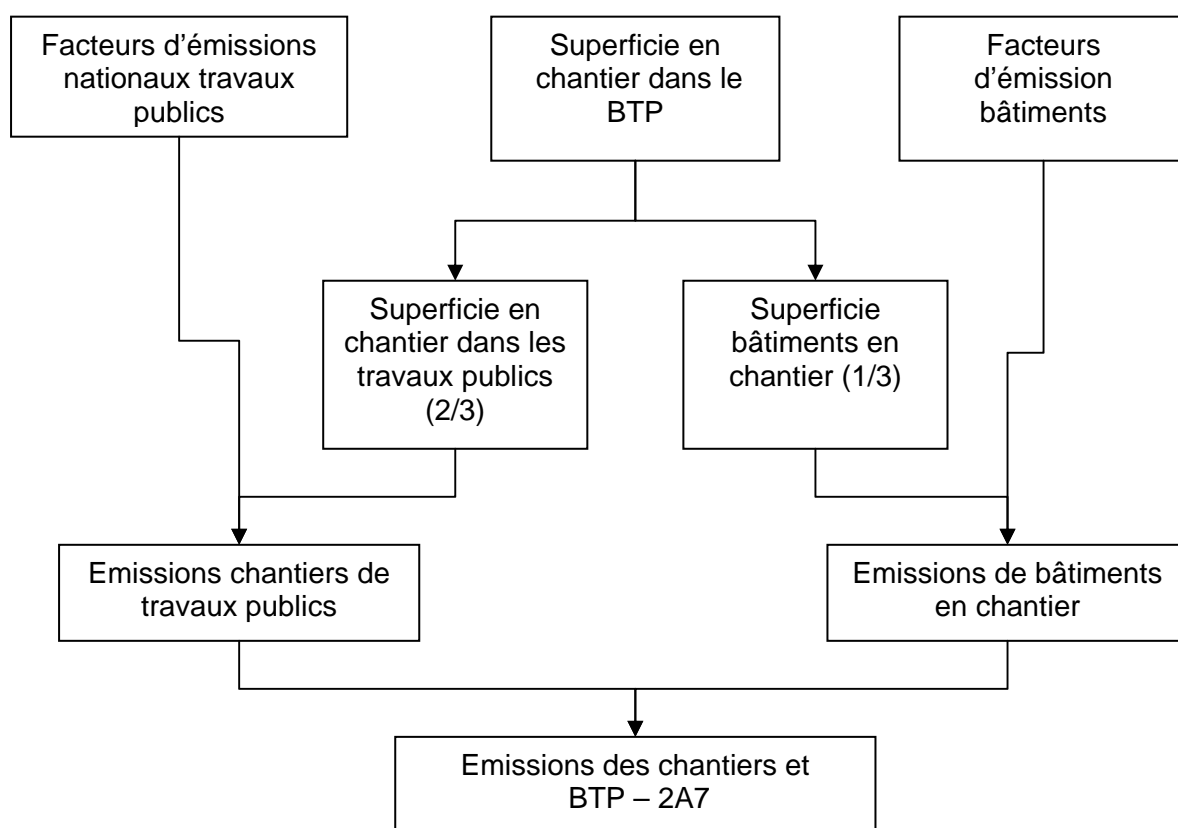 Facteurs d’émissions
nationaux travaux
publics
Superficie en
chantier dans le
BTP
Facteurs
d’émission
bâtiments
Superficie en
chantier dans les
travaux publics
(2/3)
Superficie
bâtiments en
chantier (1/3)
Emissions chantiers de
travaux publics
Emissions de bâtiments
en chantier
Emissions des chantiers et
BTP – 2A7